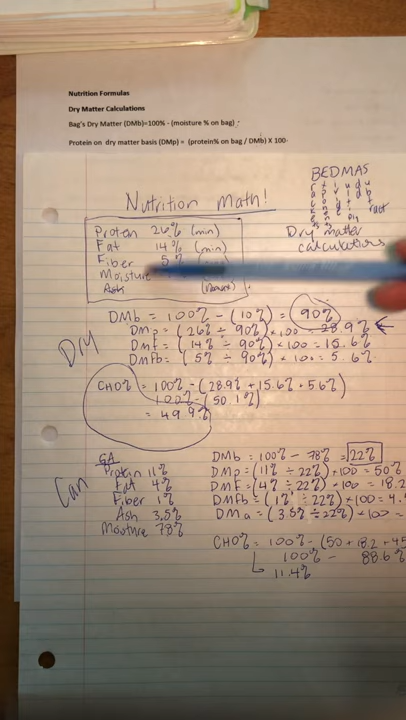 Nutrition Formulas
Dry Matter Calculations
Bag's Dry Matter (DMb)=100% - (moisture % on bag)
Protein on dry matter basis (DMp) = (protein% on bag / DMb) X 100
BEDMAS
Nutrition Math!
Dry matter
calculations
Protein 26% (min)
Fat 14% (min)
Fiber 5%
Moisture
Ash
DMb = 100% - (10%) = 90%
Dry
DMp = (26% ÷ 90%) × 100 = 28.9%
DMF = (14% ÷ 90%) × 100 = 15.6%
DMFb = (5% ÷ 90%) × 100 = 5.6%
CHO% = 100% - (28.9% + 15.6% + 5.6%)
100% - (50.1%)
= 49.9%
Can
GA
Protein 11%
Fat 4%
Fiber 1%
Ash 3.5%
Moisture 78%
DMb = 100% - 78% = 22%
DMp = (11% ÷ 22%) × 100 = 50%
DMF = (4% ÷ 22%) × 100 = 18.2
DMFb = (1% ÷ 22%) × 100 = 4.
DMa = (3.5% ÷ 22%) × 100 =
CHO% = 100% - (50 + 18.2 + 4.5
100% - 88.6%
11.4%